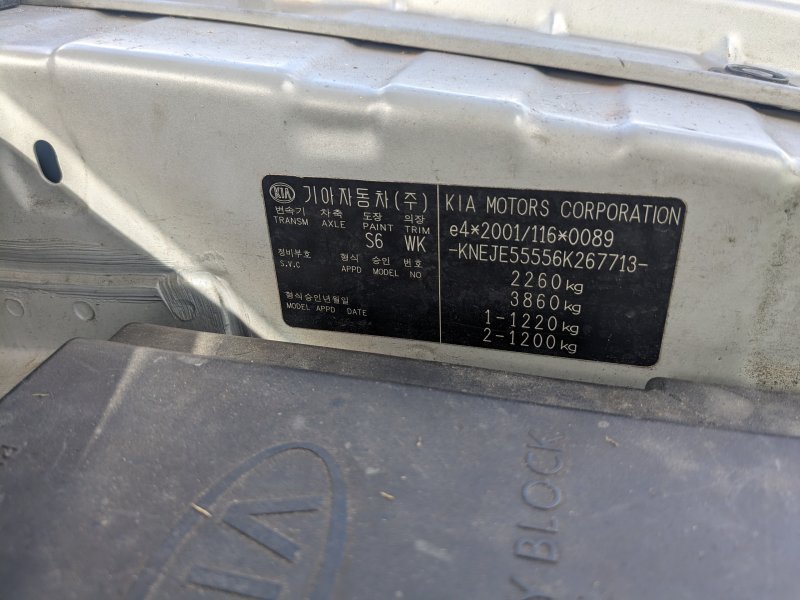 KIA 기아자동차(주)
변속기 차축 도장 의장
TRANSM AXLE PAINT TRIM
S6 WK
정비부호 형식 승인 번호
S.V.C APPD MODEL NO
형식승인년월일
MODEL APPD DATE
KIA MOTORS CORPORATION
e4*2001/116*0089
-KNEJE55556K267713-
2260kg
3860kg
1-1220kg
2-1200kg
BLOCK